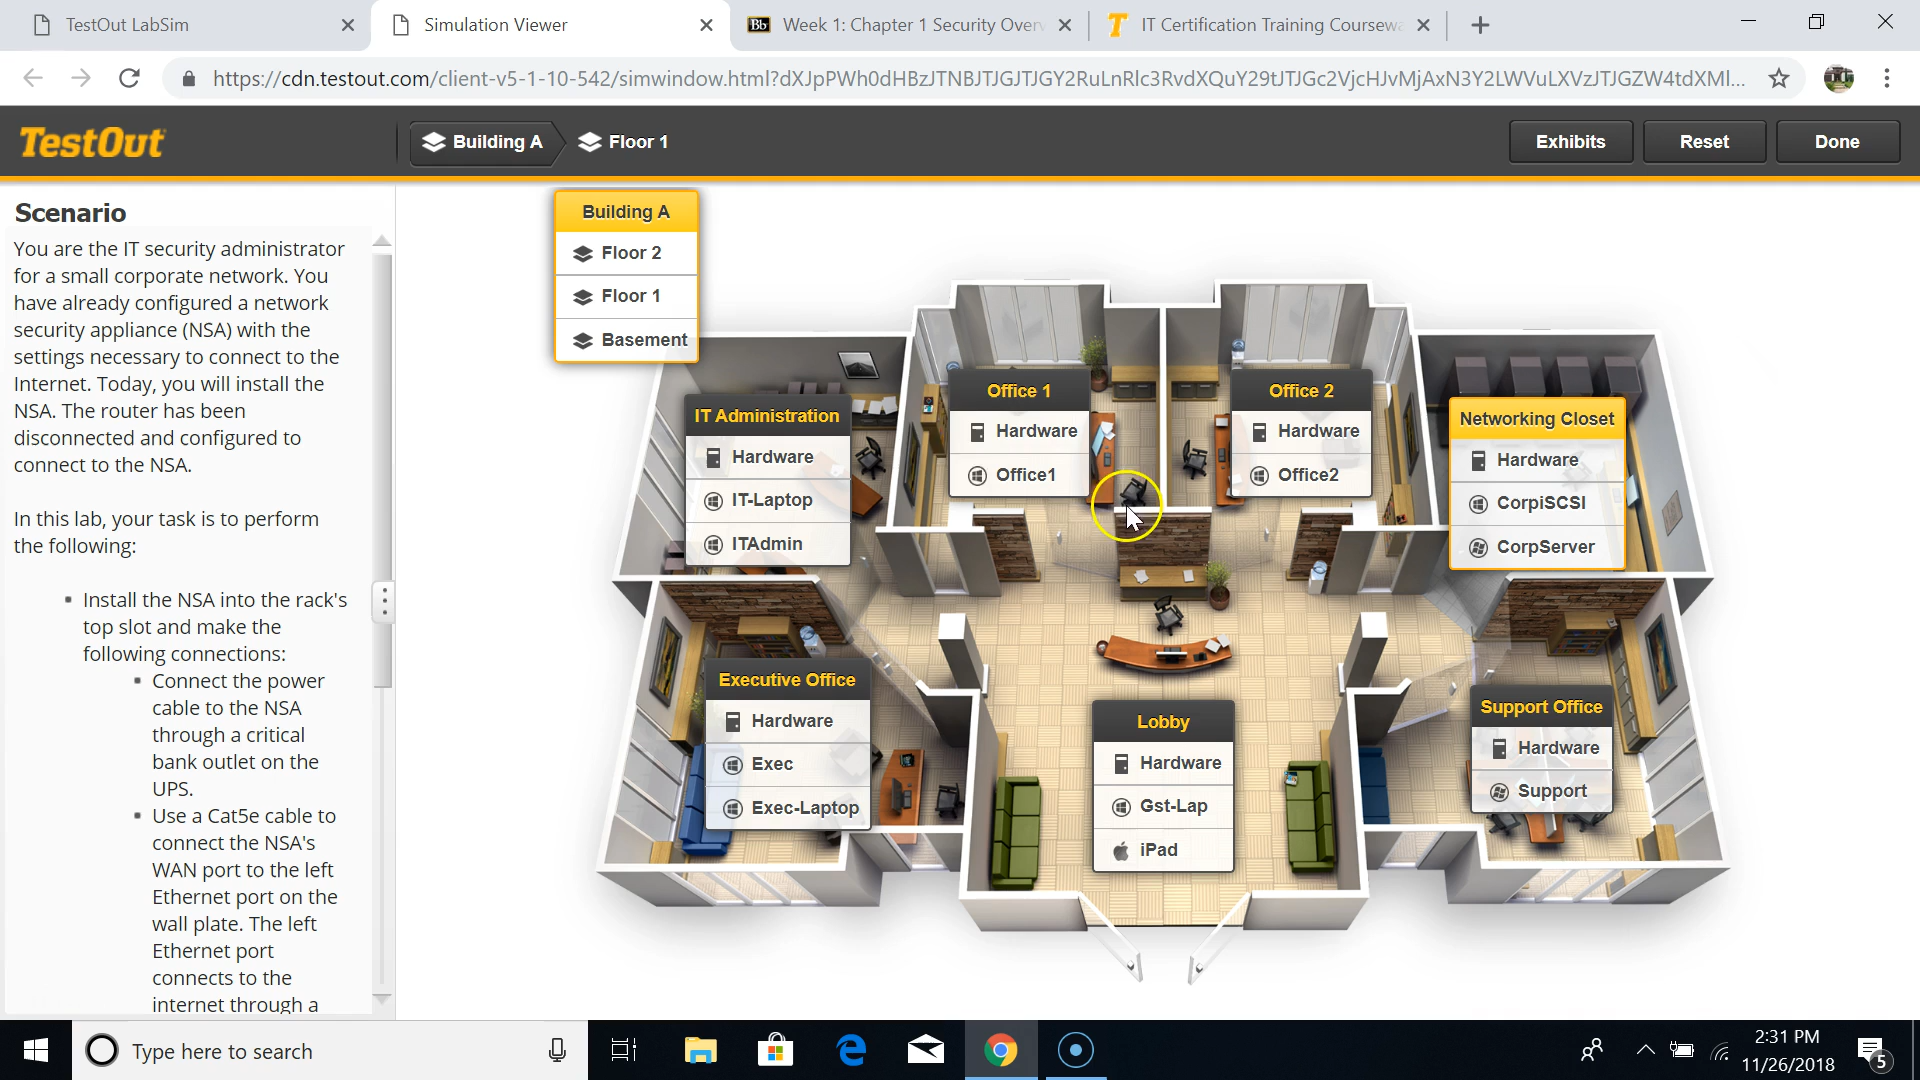 TestOut LabSim
Simulation Viewer
Bb Week 1: Chapter 1 Security Over
IT Certification Training Coursew
https://cdn.testout.com/client-v5-1-10-542/simwindow.html?
TestOut
Building A
Floor 1
Exhibits
Reset
Done
Scenario
You are the IT security administrator
for a small corporate network. You
have already configured a network
security appliance (NSA) with the
settings necessary to connect to the
Internet. Today, you will install the
NSA. The router has been
disconnected and configured to
connect to the NSA.
In this lab, your task is to perform
the following:
Install the NSA into the rack's
top slot and make the
following connections:
Connect the power
cable to the NSA
through a critical
bank outlet on the
UPS.
Use a Cat5e cable to
connect the NSA's
WAN port to the left
Ethernet port on the
wall plate. The left
Ethernet port
connects to the
internet through a
Building A
Floor 2
Floor 1
Basement
IT Administration
Hardware
IT-Laptop
ITAdmin
Office 1
Hardware
Office1
Office 2
Hardware
Office2
Networking Closet
Hardware
CorpiSCSI
CorpServer
Executive Office
Hardware
Exec
Exec-Laptop
Lobby
Hardware
Gst-Lap
iPad
Support Office
Hardware
Support
Type here to search
2:31 PM
11/26/2018
5